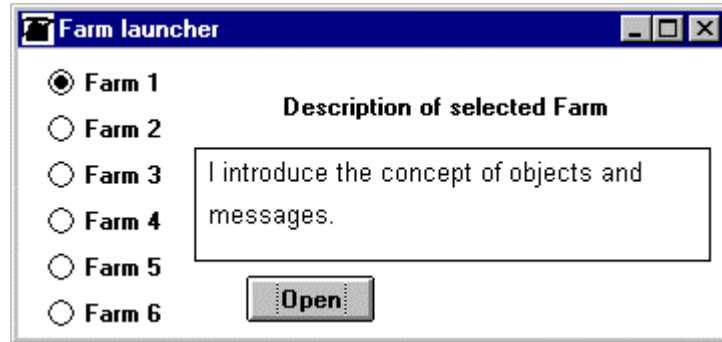 Farm launcher
Farm 1
Farm 2
Farm 3
Farm 4
Farm 5
Farm 6
Description of selected Farm
I introduce the concept of objects and
messages.
Open